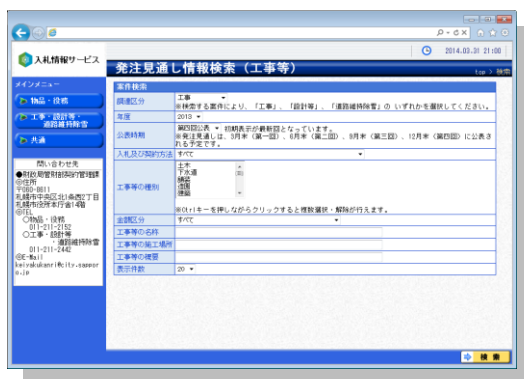 2014.03.31 21:00
入札情報サービス
発注見通し情報検索（工事等）
top > 検索
メインメニュー
物品・役務
工事・設計等・
道路維持除雪
共通
問い合わせ先
●財政局管財部契約管理課
◎住所
〒060-8611
札幌市中央区北1条西2丁目
札幌市役所本庁舎14階
◎TEL
○物品・役務
011-211-2152
○工事・設計等
・道路維持除雪
011-211-2442
◎E-Mail
keiyakukanri@city.sappor
o.jp
案件検索
調達区分
工事
※検索する案件により、「工事」、「設計等」、「道路維持除雪」の いずれかを選択してください。
年度
2013
公表時期
第四回公表 初期表示が最新回となっています。
※発注見通しは、3月末（第一回）、6月末（第二回）、9月末（第三回）、12月末（第四回）に公表さ
れる予定です。
入札及び契約方法
すべて
工事等の種別
土木
下水道
舗装
造園
建築
※Ctrlキーを押しながらクリックすると複数選択・解除が行えます。
金額区分
すべて
工事等の名称
工事等の施工場所
工事等の概要
表示件数
20
検 索